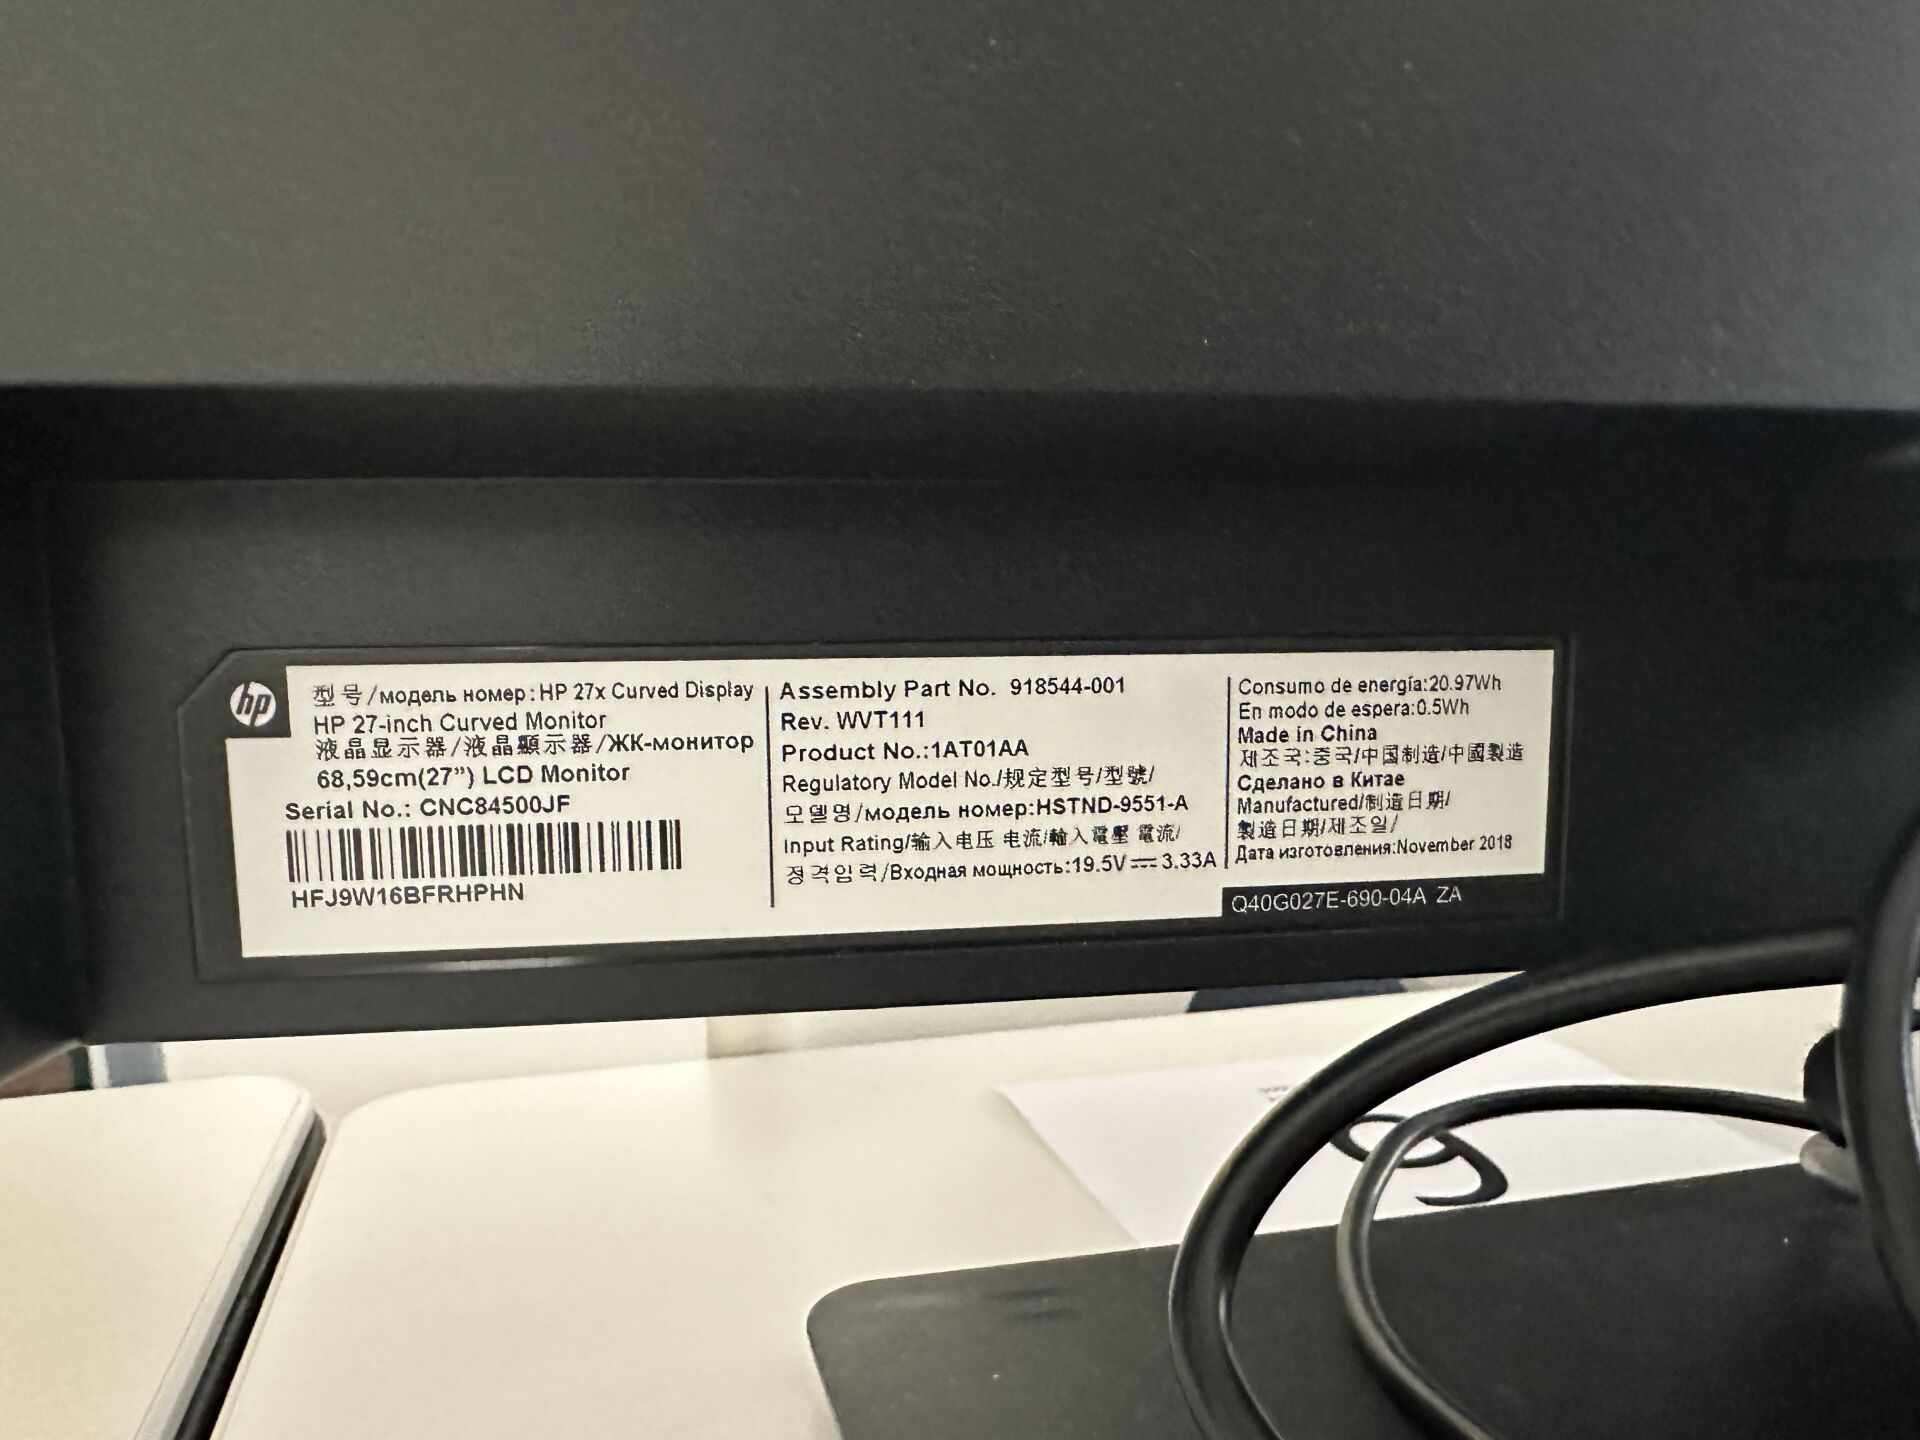 hp
型号/модель номер:HP 27x Curved Display
HP 27-inch Curved Monitor
液晶显示器/液晶顯示器/ЖК-монитор
68,59cm(27”) LCD Monitor
Serial No.: CNC84500JF
HFJ9W16BFRHPHN
Assembly Part No. 918544-001
Rev. WVT111
Product No.:1AT01AA
Regulatory Model No./规定型号/型號/
모델명/модель номер:HSTND-9551-A
Input Rating/输入电压 电流/輸入電壓 電流/
정격입력/Входная мощность:19.5V⎓3.33A
Consumo de energía:20.97Wh
En modo de espera:0.5Wh
Made in China
제조국:중국/中国制造/中國製造
Сделано в Китае
Manufactured/制造日期/
製造日期/제조일/
Дата изготовления:November 2018
Q40G027E-690-04A ZA